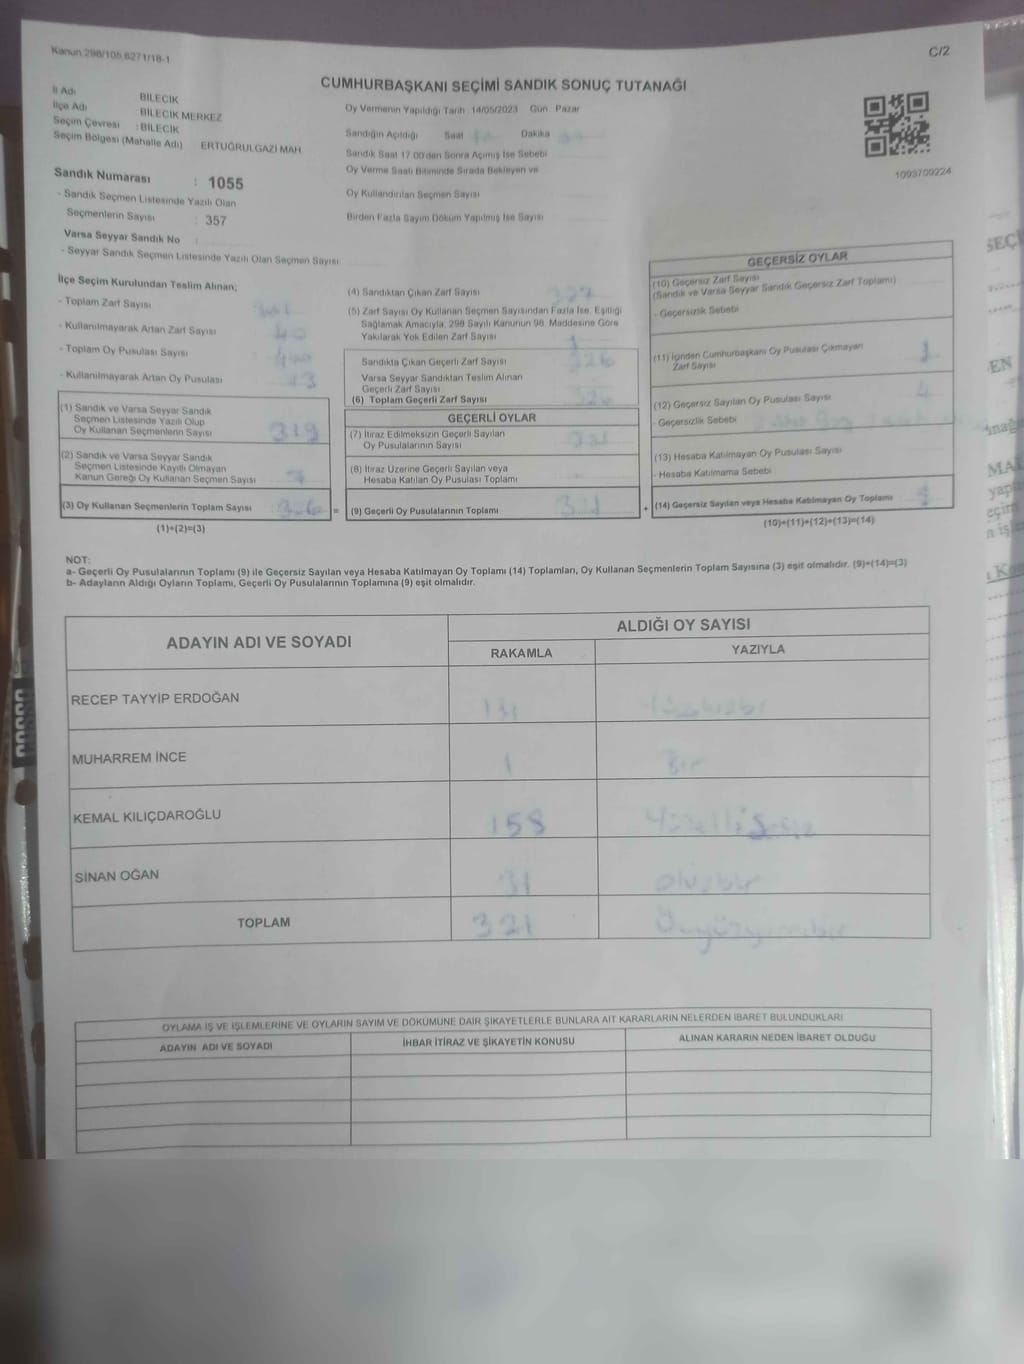 Kanun:298/105,6271/18-1
C/2
CUMHURBAŞKANI SEÇİMİ SANDIK SONUÇ TUTANAĞI
İl Adı BİLECİK
İlçe Adı : BİLECİK MERKEZ
Seçim Çevresi : BİLECİK
Seçim Bölgesi (Mahalle Adı) ERTUĞRULGAZİ MAH.
Sandık Numarası : 1055
- Sandık Seçmen Listesinde Yazılı Olan
Seçmenlerin Sayısı : 357
Varsa Seyyar Sandık No :
- Seyyar Sandık Seçmen Listesinde Yazılı Olan Seçmen Sayısı
Oy Vermenin Yapıldığı Tarih 14/05/2023 Gün Pazar
Sandığın Açıldığı Saat Dakika
Sandık Saat 17.00'den Sonra Açımış İse Sebebi
Oy Verme Saati Bitiminde Sırada Bekleyen ve
Oy Kullandırılan Seçmen Sayısı
Birden Fazla Sayım Döküm Yapılmış İse Sayısı
1093709224
İlçe Seçim Kurulundan Teslim Alınan;
- Toplam Zarf Sayısı
- Kullanılmayarak Artan Zarf Sayısı 40
- Toplam Oy Pusulası Sayısı
- Kullanılmayarak Artan Oy Pusulası
(1) Sandık ve Varsa Seyyar Sandık
Seçmen Listesinde Yazılı Olup
Oy Kullanan Seçmenlerin Sayısı 319
(2) Sandık ve Varsa Seyyar Sandık
Seçmen Listesinde Kayıtlı Olmayan
Kanun Gereği Oy Kullanan Seçmen Sayısı 7
(3) Oy Kullanan Seçmenlerin Toplam Sayısı
(1)+(2)=(3)
(4) Sandıktan Çıkan Zarf Sayısı 327
(5) Zarf Sayısı Oy Kullanan Seçmen Sayısından Fazla İse, Eşitliği
Sağlamak Amacıyla; 298 Sayılı Kanunun 98. Maddesine Göre
Yakılarak Yok Edilen Zarf Sayısı 1
Sandıkta Çıkan Geçerli Zarf Sayısı 326
Varsa Seyyar Sandıktan Teslim Alınan
Geçerli Zarf Sayısı
(6) Toplam Geçerli Zarf Sayısı 326
GEÇERLİ OYLAR
(7) İtiraz Edilmeksizin Geçerli Sayılan
Oy Pusulalarının Sayısı
(8) İtiraz Üzerine Geçerli Sayılan veya
Hesaba Katılan Oy Pusulası Toplamı
= (9) Geçerli Oy Pusulalarının Toplamı
GEÇERSİZ OYLAR
(10) Geçersiz Zarf Sayısı
(Sandık ve Varsa Seyyar Sandık Geçersiz Zarf Toplamı)
- Geçersizlik Sebebi
(11) İçinden Cumhurbaşkanı Oy Pusulası Çıkmayan
Zarf Sayısı 1
(12) Geçersiz Sayılan Oy Pusulası Sayısı 4
- Geçersizlik Sebebi
(13) Hesaba Katılmayan Oy Pusulası Sayısı
- Hesaba Katılmama Sebebi
+ (14) Geçersiz Sayılan veya Hesaba Katılmayan Oy Toplamı
(10)+(11)+(12)+(13)=(14)
NOT:
a- Geçerli Oy Pusulalarının Toplamı (9) ile Geçersiz Sayılan veya Hesaba Katılmayan Oy Toplamı (14) Toplamları, Oy Kullanan Seçmenlerin Toplam Sayısına (3) eşit olmalıdır. (9)+(14)=(3)
b- Adayların Aldığı Oyların Toplamı, Geçerli Oy Pusulalarının Toplamına (9) eşit olmalıdır.
ADAYIN ADI VE SOYADI
ALDIĞI OY SAYISI
RAKAMLA YAZIYLA
RECEP TAYYİP ERDOĞAN 131
MUHARREM İNCE 1 Bir
KEMAL KILIÇDAROĞLU 158 Yüzellisekiz
SİNAN OĞAN 31 Otuzbir
TOPLAM 321 Üçyüzyirmibir
OYLAMA İŞ VE İŞLEMLERİNE VE OYLARIN SAYIM VE DÖKÜMÜNE DAİR ŞİKAYETLERLE BUNLARA AİT KARARLARIN NELERDEN İBARET BULUNDUKLARI
ADAYIN ADI VE SOYADI İHBAR İTİRAZ VE ŞİKAYETİN KONUSU ALINAN KARARIN NEDEN İBARET OLDUĞU